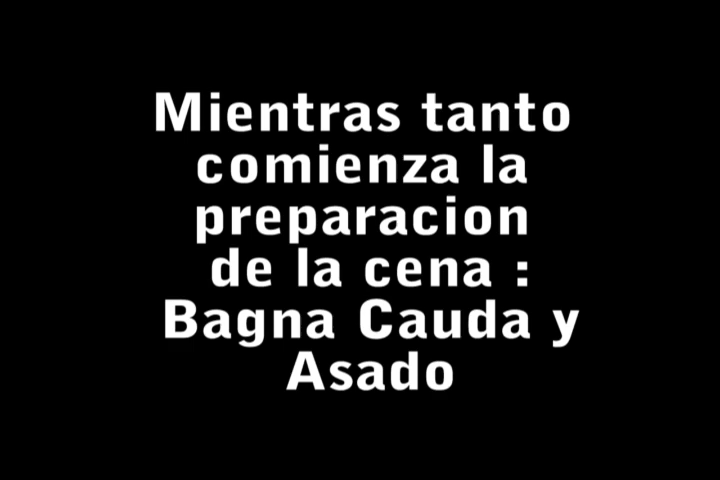 Mientras tanto
comienza la
preparacion
de la cena :
Bagna Cauda y
Asado